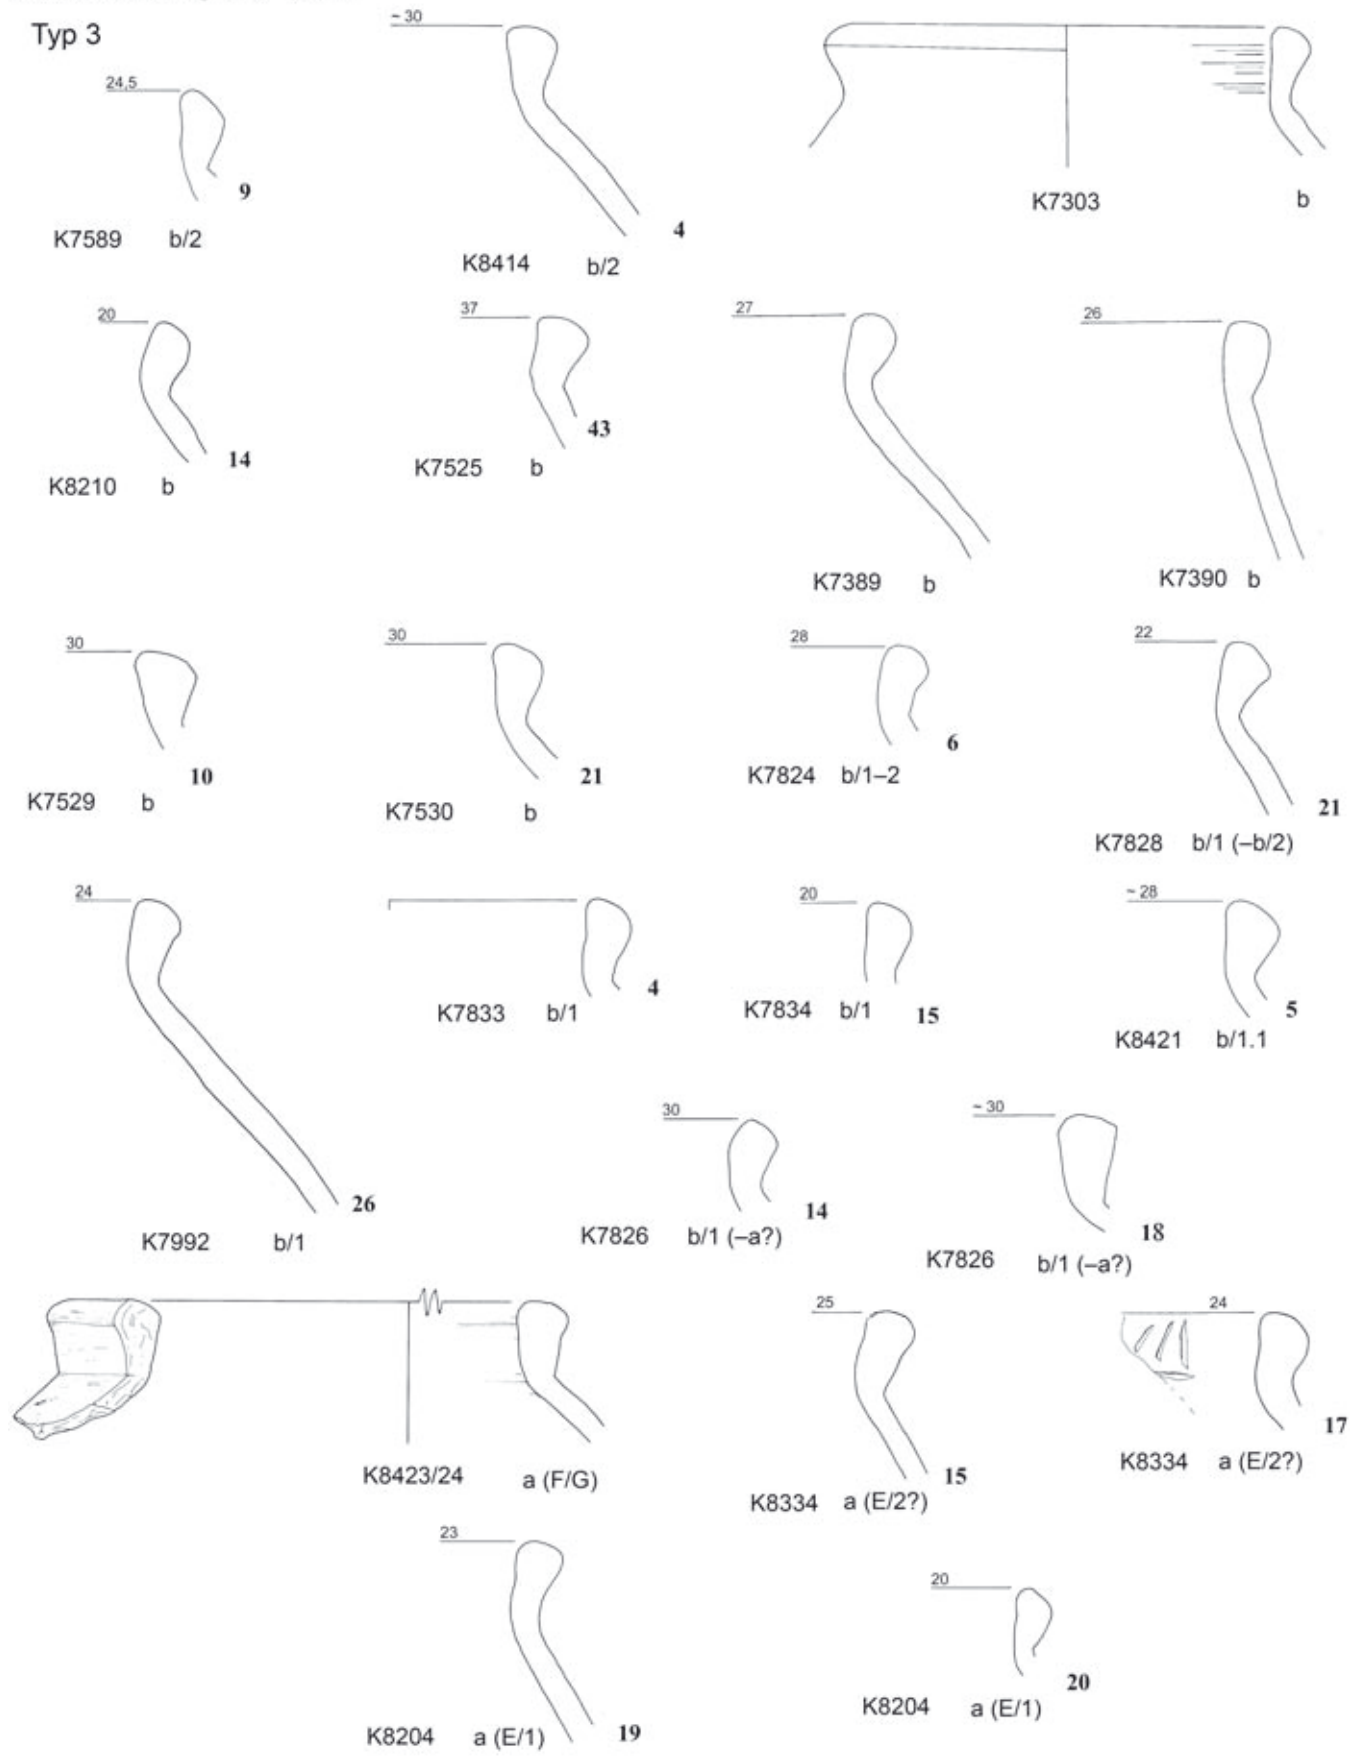 Typ 3
24,5
9
K7589 b/2
~ 30
4
K8414 b/2
K7303 b
20
14
K8210 b
37
43
K7525 b
27
K7389 b
26
K7390 b
30
10
K7529 b
30
21
K7530 b
28
6
K7824 b/1–2
22
21
K7828 b/1 (–b/2)
24
26
K7992 b/1
4
K7833 b/1
20
15
K7834 b/1
~ 28
5
K8421 b/1.1
30
14
K7826 b/1 (–a?)
~ 30
18
K7826 b/1 (–a?)
K8423/24 a (F/G)
25
15
K8334 a (E/2?)
24
17
K8334 a (E/2?)
23
19
K8204 a (E/1)
20
20
K8204 a (E/1)